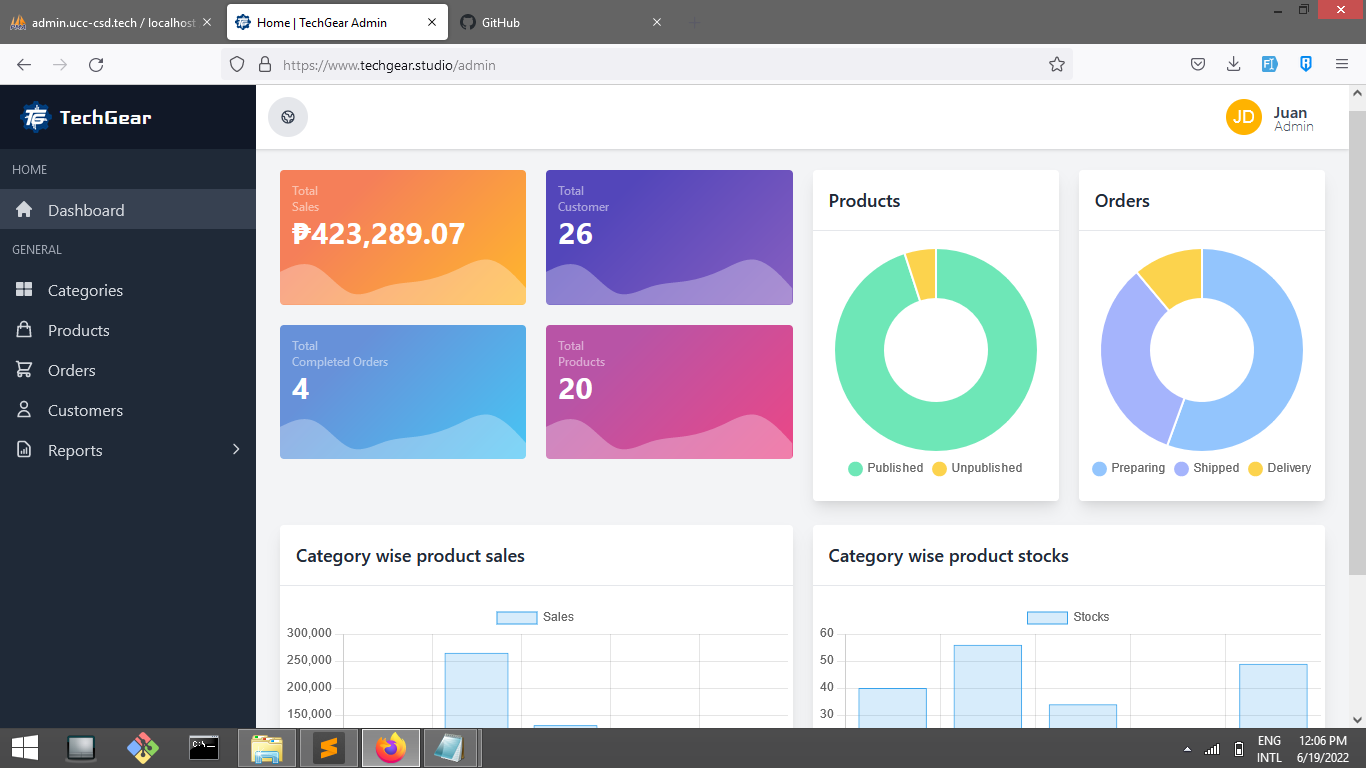 admin.ucc-csd.tech / localhost
Home | TechGear Admin
GitHub
https://www.techgear.studio/admin
TechGear
JD
Juan
Admin
HOME
Dashboard
GENERAL
Categories
Products
Orders
Customers
Reports
Total
Sales
₱423,289.07
Total
Customer
26
Total
Completed Orders
4
Total
Products
20
Products
Published
Unpublished
Orders
Preparing
Shipped
Delivery
Category wise product sales
Sales
300,000
250,000
200,000
150,000
Category wise product stocks
Stocks
60
50
40
30
ENG
INTL
12:06 PM
6/19/2022